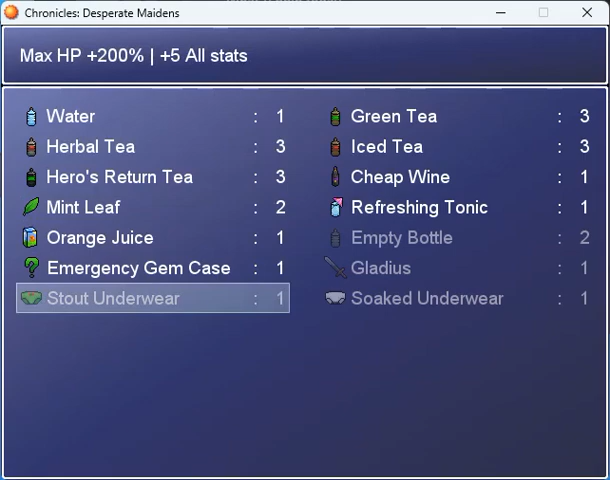 Chronicles: Desperate Maidens
Max HP +200% | +5 All stats
Water : 1 Green Tea : 3
Herbal Tea : 3 Iced Tea : 3
Hero's Return Tea : 3 Cheap Wine : 1
Mint Leaf : 2 Refreshing Tonic : 1
Orange Juice : 1 Empty Bottle : 2
Emergency Gem Case : 1 Gladius : 1
Stout Underwear : 1 Soaked Underwear : 1